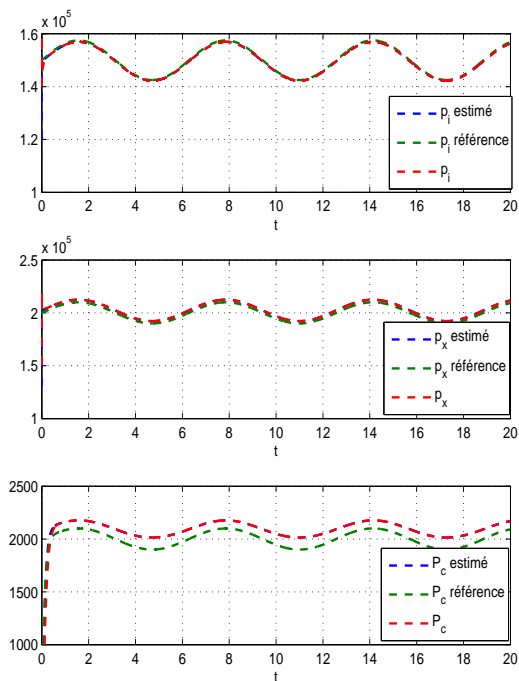 x 10^5
1.6
1.4
1.2
1
0 2 4 6 8 10 12 14 16 18 20
t
p_i estimé
p_i référence
p_i
x 10^5
2.5
2
1.5
1
0 2 4 6 8 10 12 14 16 18 20
t
p_x estimé
p_x référence
p_x
2500
2000
1500
1000
0 2 4 6 8 10 12 14 16 18 20
t
P_c estimé
P_c référence
P_c